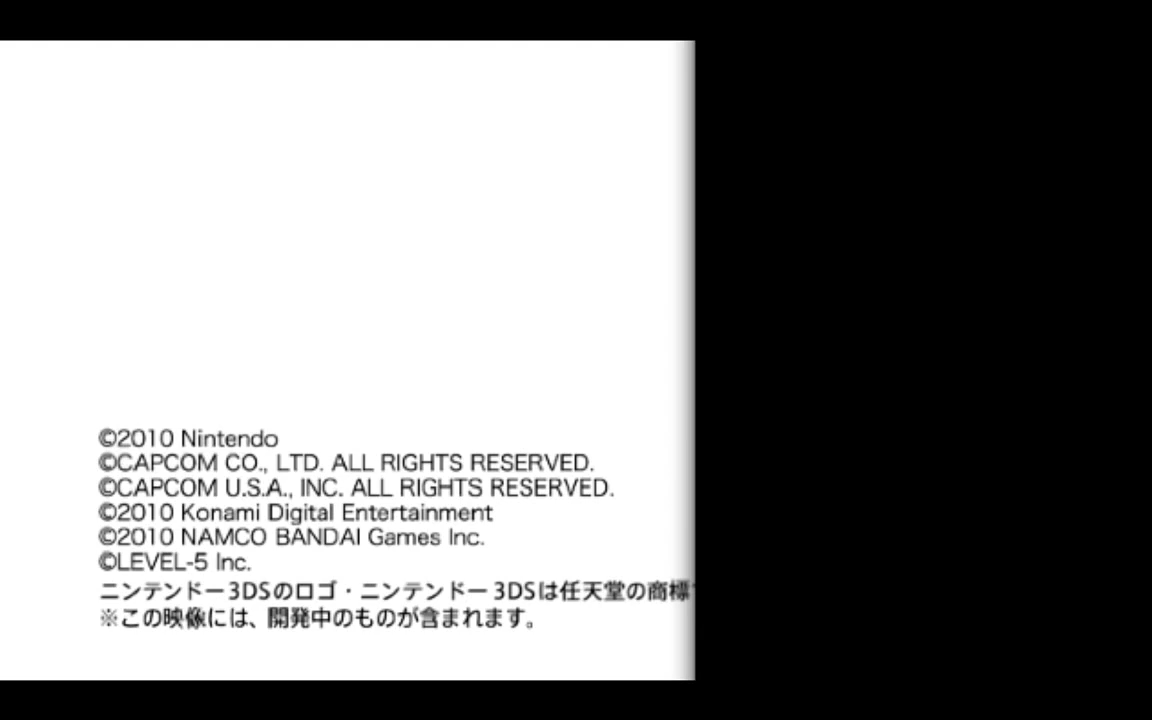 ©2010 Nintendo
©CAPCOM CO., LTD. ALL RIGHTS RESERVED.
©CAPCOM U.S.A., INC. ALL RIGHTS RESERVED.
©2010 Konami Digital Entertainment
©2010 NAMCO BANDAI Games Inc.
©LEVEL-5 Inc.
ニンテンドー3DSのロゴ・ニンテンドー3DSは任天堂の商標
※この映像には、開発中のものが含まれます。